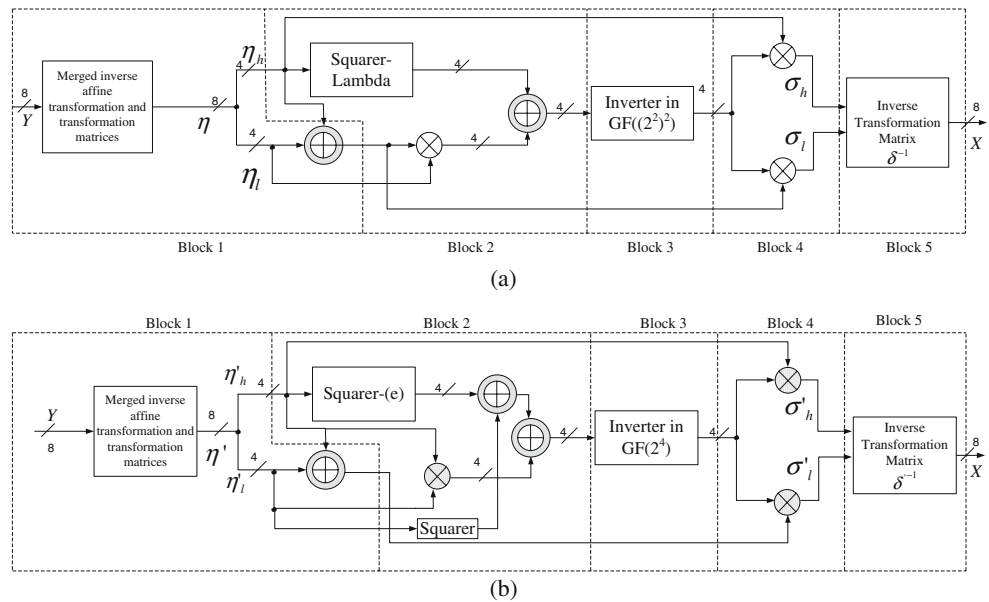 η_h
4
Squarer-
Lambda
4
Merged inverse
affine
transformation and
transformation
matrices
8
Y
8
η
4
η_l
4
4
Inverter in
GF((2²)²)
4
σ_h
σ_l
Inverse
Transformation
Matrix
δ⁻¹
8
X
Block 1
Block 2
Block 3
Block 4
Block 5
(a)
Block 1
Block 2
Block 3
Block 4
Block 5
η'_h
4
Squarer-(e)
4
Y
8
Merged inverse
affine
transformation and
transformation
matrices
8
η'
4
η'_l
4
Squarer
4
Inverter in
GF(2⁴)
4
σ'_h
σ'_l
Inverse
Transformation
Matrix
δ'⁻¹
8
X
(b)